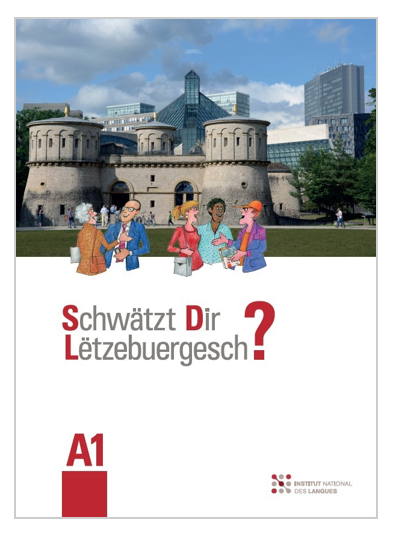 Schwätzt Dir
Lëtzebuergesch?
A1
INSTITUT NATIONAL
DES LANGUES